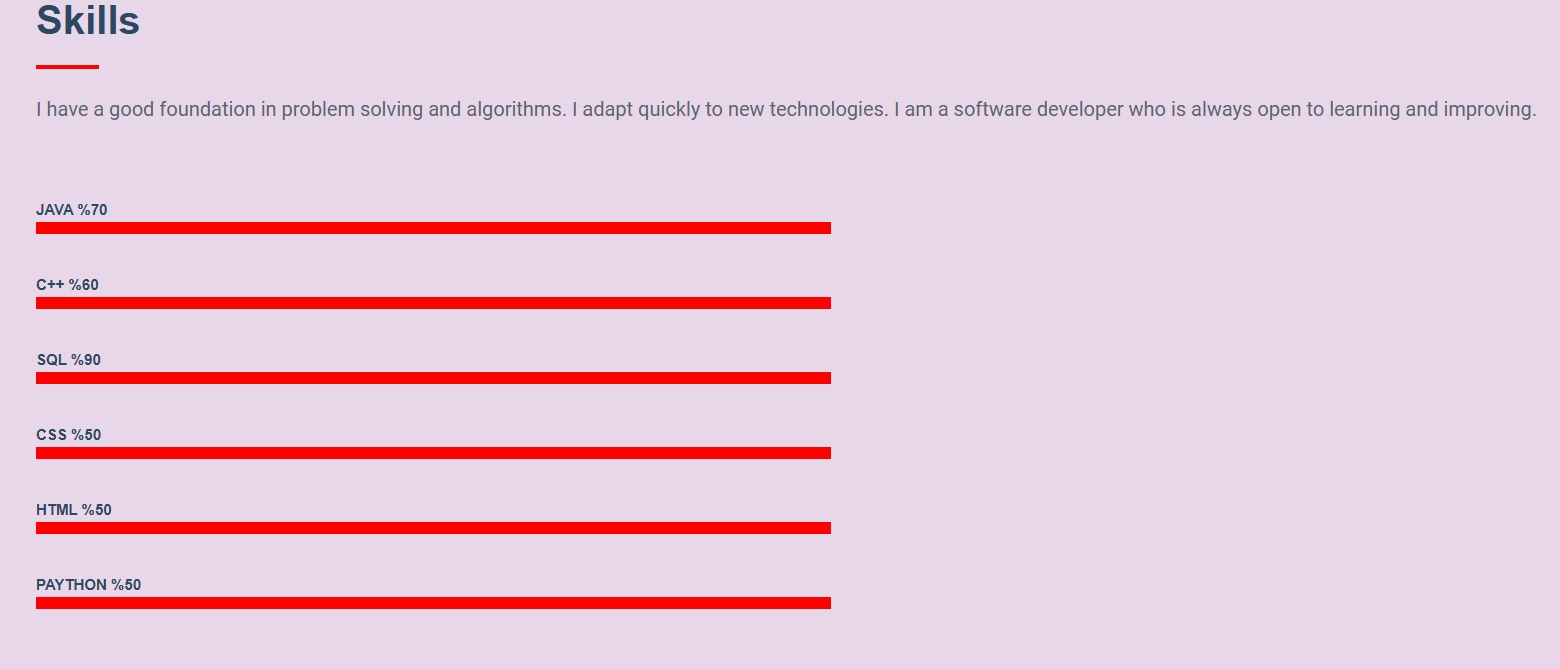 Skills
I have a good foundation in problem solving and algorithms. I adapt quickly to new technologies. I am a software developer who is always open to learning and improving.
JAVA %70
C++ %60
SQL %90
CSS %50
HTML %50
PAYTHON %50